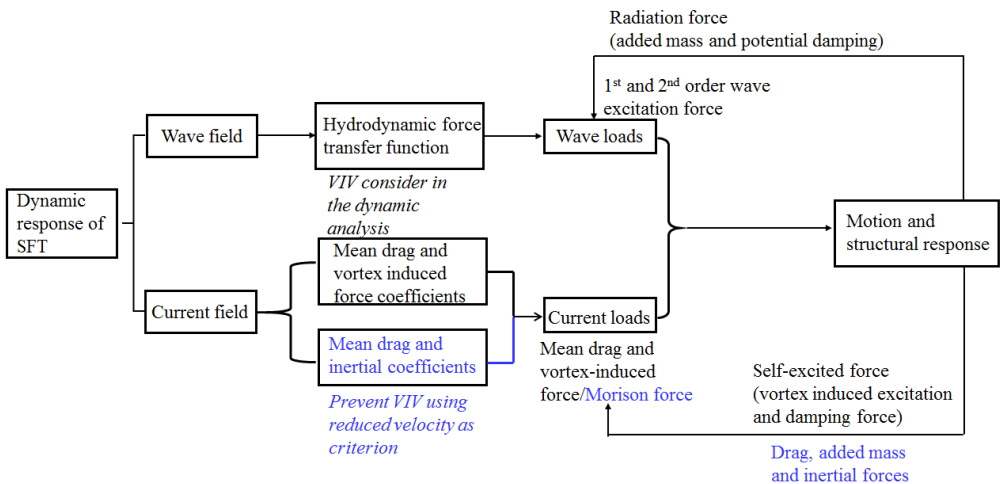 Radiation force
(added mass and potential damping)
1st and 2nd order wave
excitation force
Wave field
Hydrodynamic force
transfer function
Wave loads
VIV consider in
the dynamic
analysis
Dynamic
response of
SFT
Motion and
structural response
Mean drag and
vortex induced
force coefficients
Current field
Current loads
Mean drag and
inertial coefficients
Mean drag and
vortex-induced
force/Morison force
Prevent VIV using
reduced velocity as
criterion
Self-excited force
(vortex induced excitation
and damping force)
Drag, added mass
and inertial forces